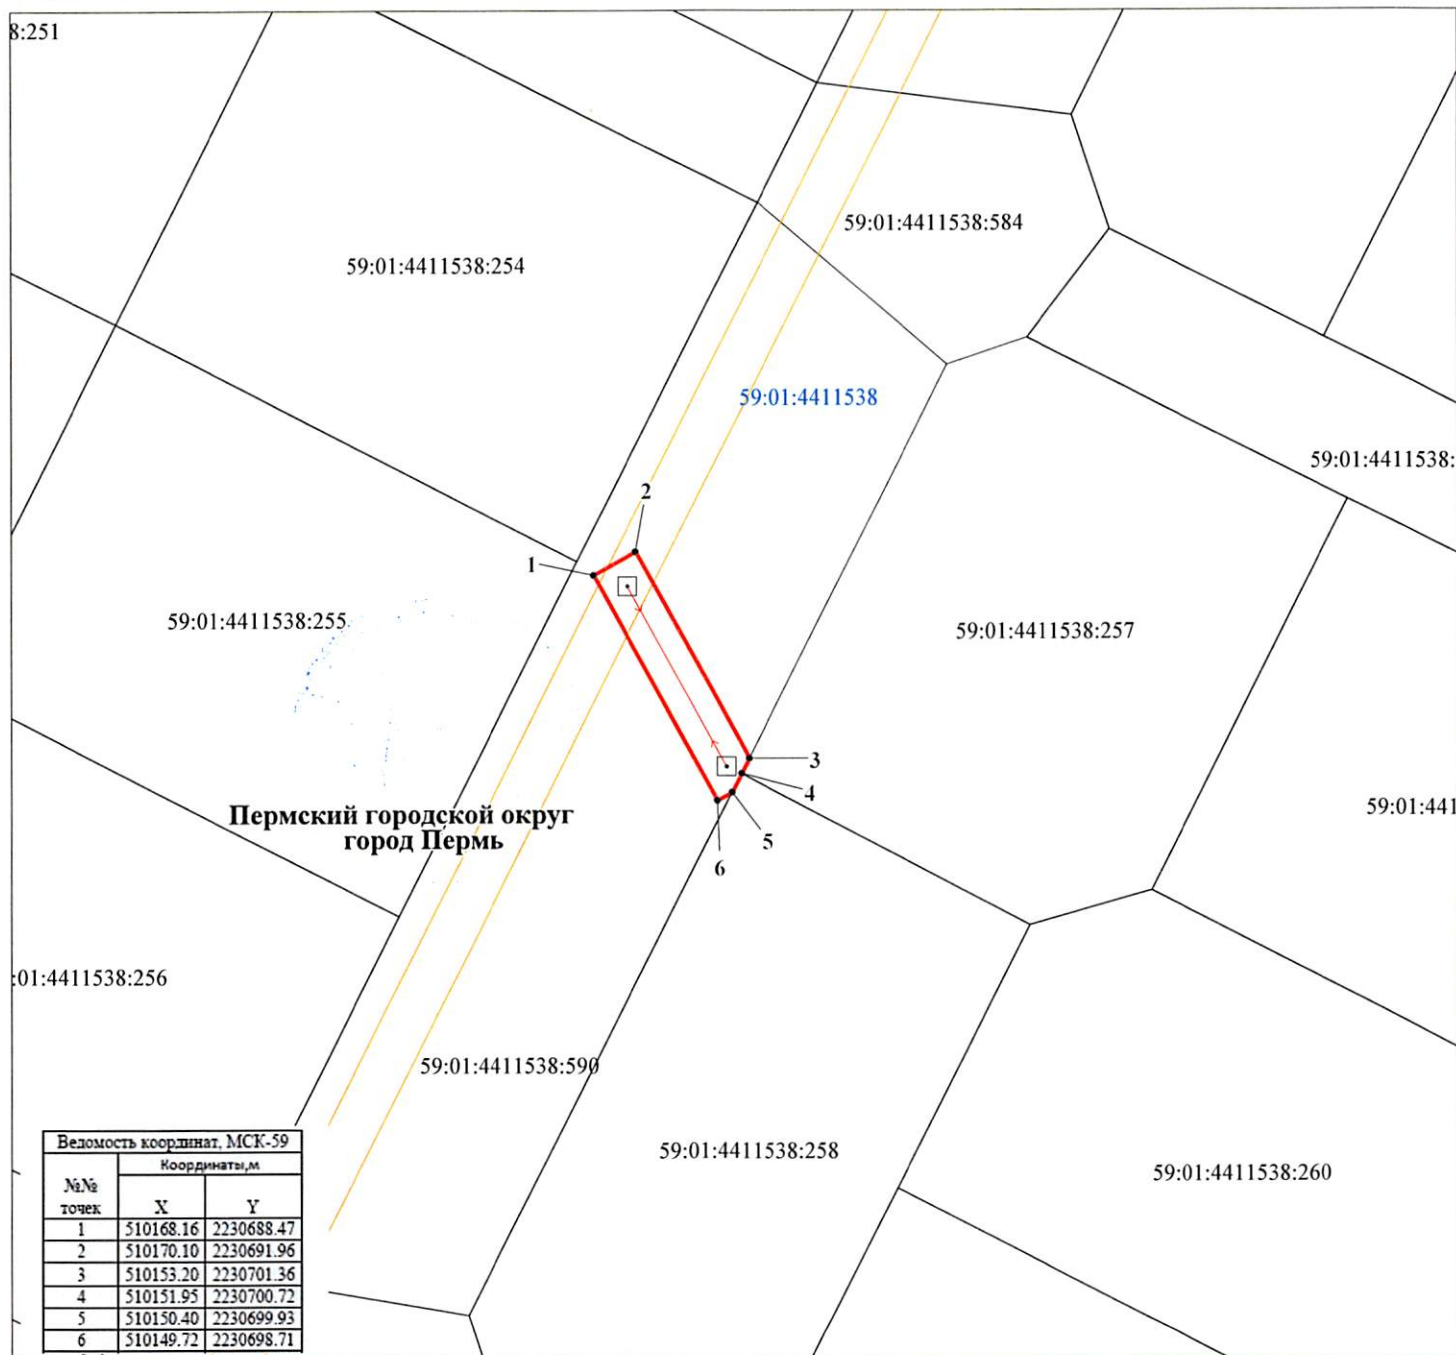 8:251
59:01:4411538:584
59:01:4411538:254
59:01:4411538
59:01:4411538:
2
1
59:01:4411538:255
59:01:4411538:257
3
4
59:01:441
Пермский городской округ
город Пермь
5
6
:01:4411538:256
59:01:4411538:590
59:01:4411538:258
59:01:4411538:260
Ведомость координат, МСК-59
№№ точек
Координаты,м
X Y
1 510168.16 2230688.47
2 510170.10 2230691.96
3 510153.20 2230701.36
4 510151.95 2230700.72
5 510150.40 2230699.93
6 510149.72 2230698.71